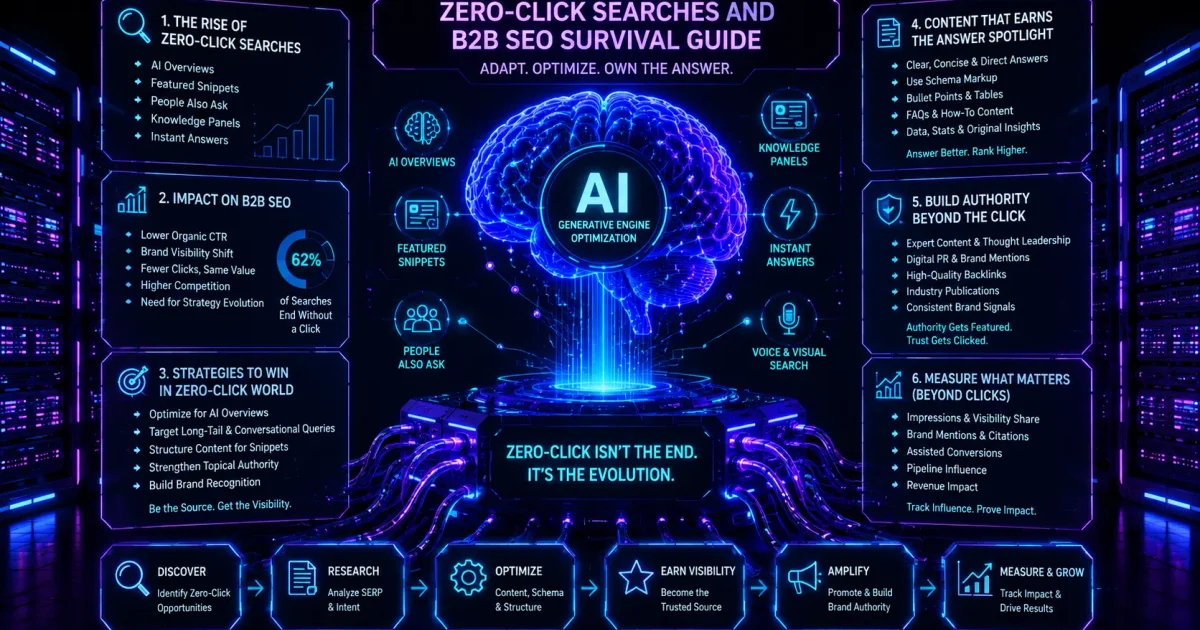 ZERO-CLICK SEARCHES AND
B2B SEO SURVIVAL GUIDE
ADAPT. OPTIMIZE. OWN THE ANSWER.
1. THE RISE OF
ZERO-CLICK SEARCHES
AI Overviews
Featured Snippets
People Also Ask
Knowledge Panels
Instant Answers
2. IMPACT ON B2B SEO
Lower Organic CTR
Brand Visibility Shift
Fewer Clicks, Same Value
Higher Competition
Need for Strategy Evolution
62%
of Searches
End Without
a Click
3. STRATEGIES TO WIN
IN ZERO-CLICK WORLD
Optimize for AI Overviews
Target Long-Tail & Conversational Queries
Structure Content for Snippets
Strengthen Topical Authority
Build Brand Recognition
Be the Source. Get the Visibility.
AI OVERVIEWS
FEATURED
SNIPPETS
PEOPLE
ALSO ASK
AI
GENERATIVE ENGINE
OPTIMIZATION
KNOWLEDGE
PANELS
INSTANT
ANSWERS
VOICE & VISUAL
SEARCH
ZERO-CLICK ISN'T THE END.
IT'S THE EVOLUTION.
4. CONTENT THAT EARNS
THE ANSWER SPOTLIGHT
Clear, Concise & Direct Answers
Use Schema Markup
Bullet Points & Tables
FAQs & How-To Content
Data, Stats & Original Insights
Answer Better. Rank Higher.
5. BUILD AUTHORITY
BEYOND THE CLICK
Expert Content & Thought Leadership
Digital PR & Brand Mentions
High-Quality Backlinks
Industry Publications
Consistent Brand Signals
Authority Gets Featured.
Trust Gets Clicked.
6. MEASURE WHAT MATTERS
(BEYOND CLICKS)
Impressions & Visibility Share
Brand Mentions & Citations
Assisted Conversions
Pipeline Influence
Revenue Impact
Track Influence. Prove Impact.
DISCOVER
Identify Zero-Click
Opportunities
RESEARCH
Analyze SERP
& Intent
OPTIMIZE
Content, Schema
& Structure
EARN VISIBILITY
Become the
Trusted Source
AMPLIFY
Promote & Build
Brand Authority
MEASURE & GROW
Track Impact &
Drive Results